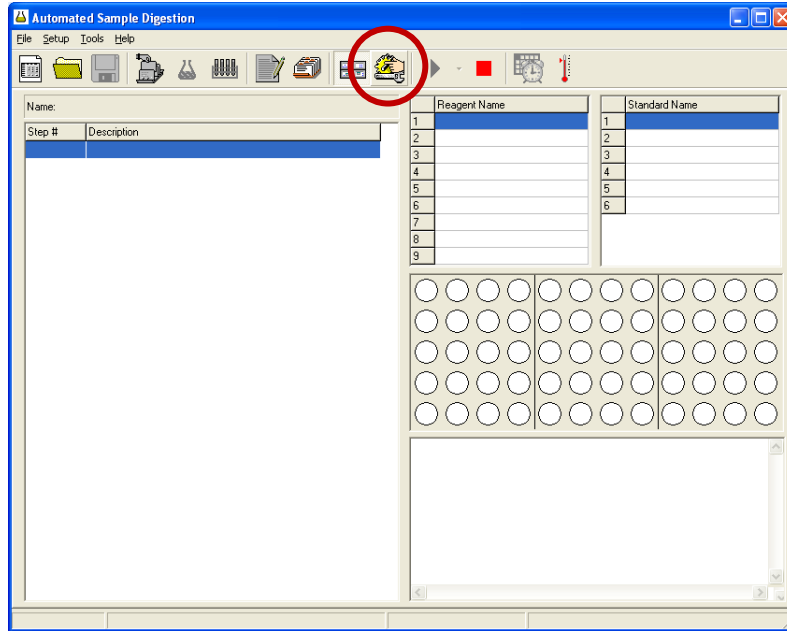 Automated Sample Digestion
File Setup Tools Help
Name:
Step # Description
Reagent Name
1
2
3
4
5
6
7
8
9
Standard Name
1
2
3
4
5
6